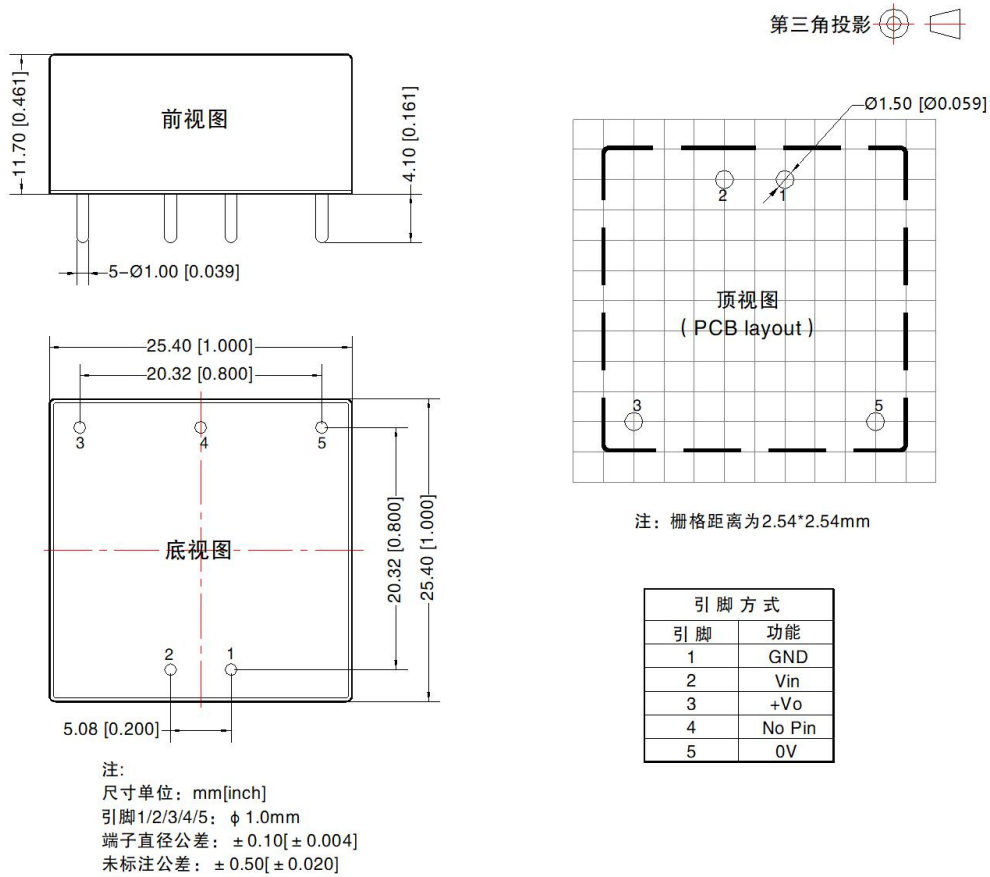 第三角投影
11.70 [0.461]
前视图
4.10 [0.161]
5-Ø1.00 [0.039]
Ø1.50 [Ø0.059]
2
1
顶视图
( PCB layout )
3
5
注：栅格距离为2.54*2.54mm
25.40 [1.000]
20.32 [0.800]
3
4
5
底视图
20.32 [0.800]
25.40 [1.000]
2
1
5.08 [0.200]
引脚方式
引脚 功能
1 GND
2 Vin
3 +Vo
4 No Pin
5 0V
注:
尺寸单位：mm[inch]
引脚1/2/3/4/5：ϕ 1.0mm
端子直径公差：± 0.10[± 0.004]
未标注公差：± 0.50[± 0.020]